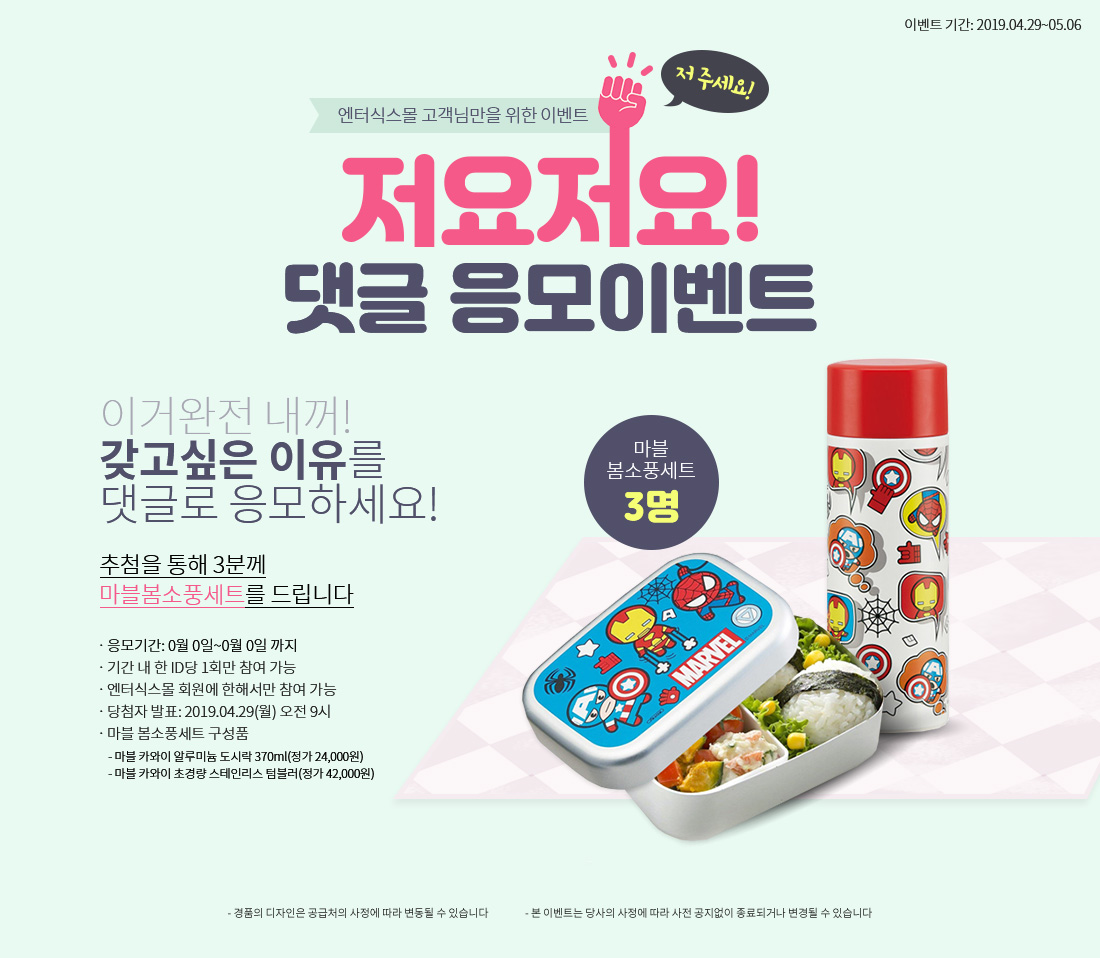 이벤트 기간: 2019.04.29~05.06
저 주세요!
엔터식스몰 고객님만을 위한 이벤트
저요저요!
댓글 응모이벤트
이거완전 내꺼!
갖고싶은 이유를
댓글로 응모하세요!
추첨을 통해 3분께
마블봄소풍세트를 드립니다
· 응모기간: 0월 0일~0월 0일 까지
· 기간 내 한 ID당 1회만 참여 가능
· 엔터식스몰 회원에 한해서만 참여 가능
· 당첨자 발표: 2019.04.29(월) 오전 9시
· 마블 봄소풍세트 구성품
- 마블 카와이 알루미늄 도시락 370ml(정가 24,000원)
- 마블 카와이 초경량 스테인리스 텀블러(정가 42,000원)
마블
봄소풍세트
3명
A
MARVEL
- 경품의 디자인은 공급처의 사정에 따라 변동될 수 있습니다
- 본 이벤트는 당사의 사정에 따라 사전 공지없이 종료되거나 변경될 수 있습니다